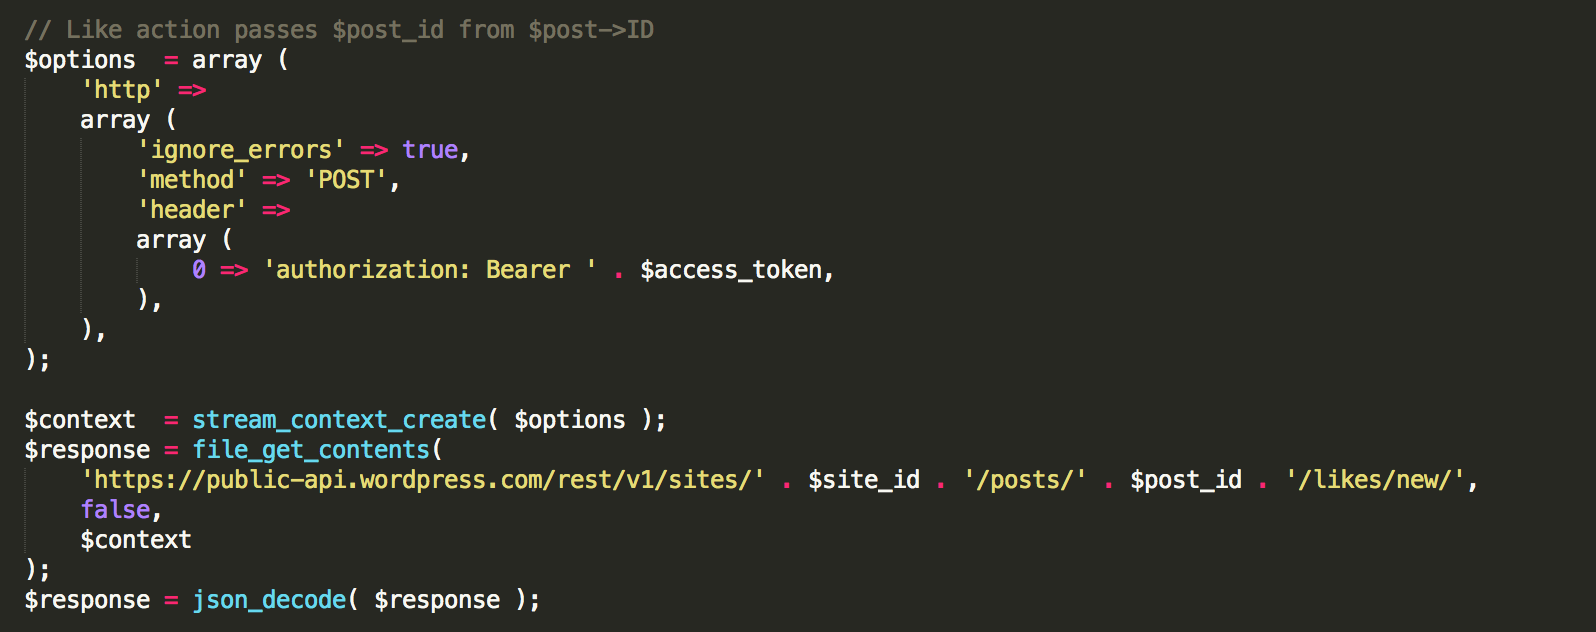 // Like action passes $post_id from $post->ID
$options  = array (
    'http' =>
    array (
        'ignore_errors' => true,
        'method' => 'POST',
        'header' =>
        array (
            0 => 'authorization: Bearer ' . $access_token,
        ),
    ),
);

$context  = stream_context_create( $options );
$response = file_get_contents(
    'https://public-api.wordpress.com/rest/v1/sites/' . $site_id . '/posts/' . $post_id . '/likes/new/',
    false,
    $context
);
$response = json_decode( $response );